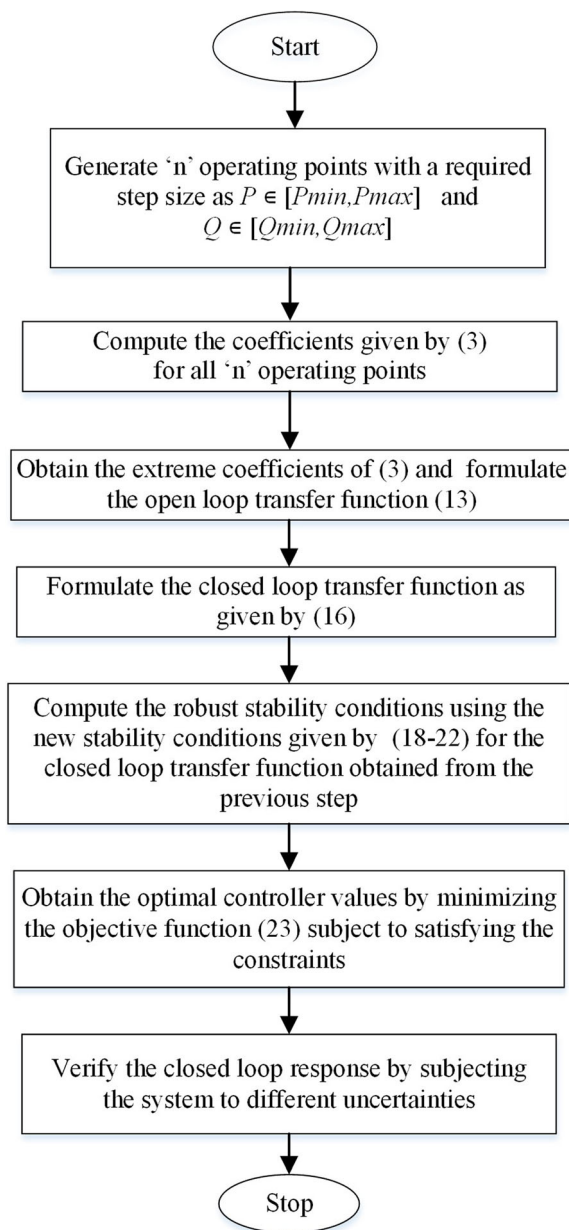 Start
Generate ‘n’ operating points with a required
step size as P ∈ [Pmin,Pmax] and
Q ∈ [Qmin,Qmax]
Compute the coefficients given by (3)
for all ‘n’ operating points
Obtain the extreme coefficients of (3) and formulate
the open loop transfer function (13)
Formulate the closed loop transfer function as
given by (16)
Compute the robust stability conditions using the
new stability conditions given by (18-22) for the
closed loop transfer function obtained from the
previous step
Obtain the optimal controller values by minimizing
the objective function (23) subject to satisfying the
constraints
Verify the closed loop response by subjecting
the system to different uncertainties
Stop